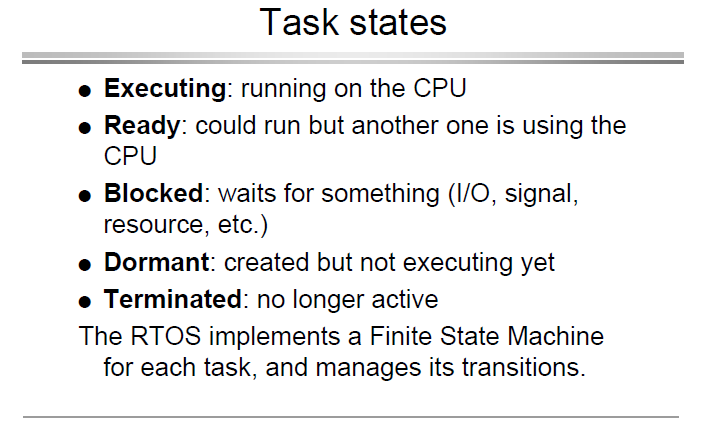 Task states
● Executing: running on the CPU
● Ready: could run but another one is using the
CPU
● Blocked: waits for something (I/O, signal,
resource, etc.)
● Dormant: created but not executing yet
● Terminated: no longer active
The RTOS implements a Finite State Machine
for each task, and manages its transitions.